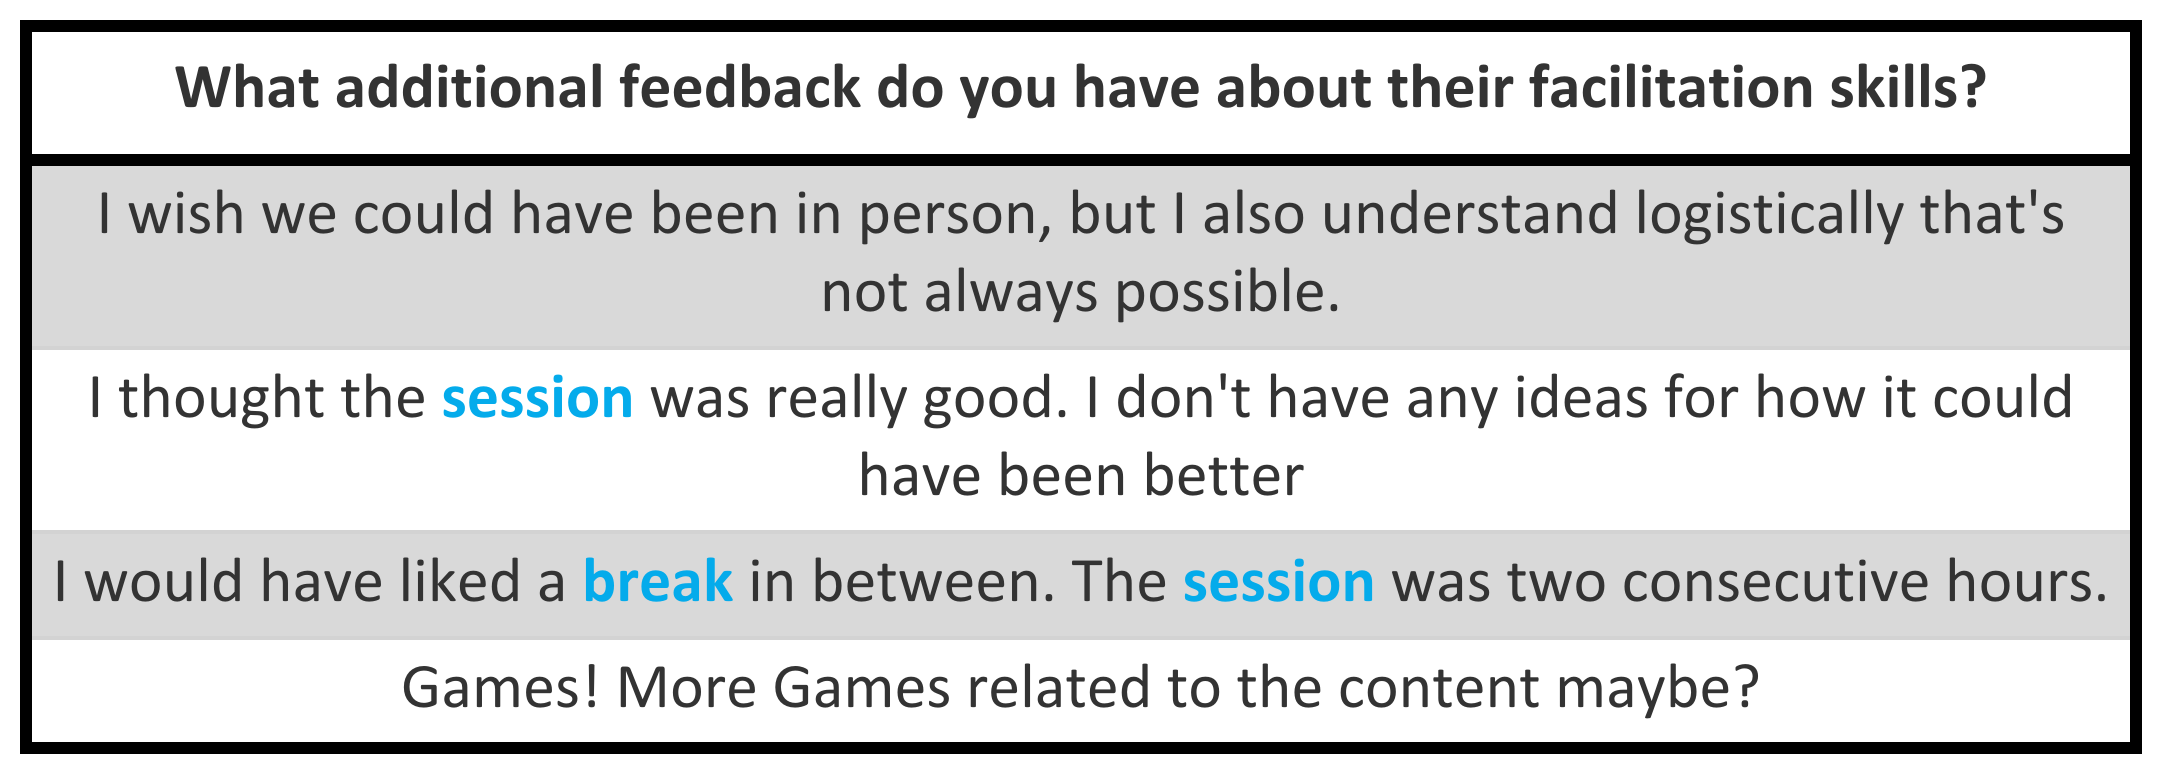 What additional feedback do you have about their facilitation skills?
I wish we could have been in person, but I also understand logistically that's
not always possible.
I thought the session was really good. I don't have any ideas for how it could
have been better
I would have liked a break in between. The session was two consecutive hours.
Games! More Games related to the content maybe?